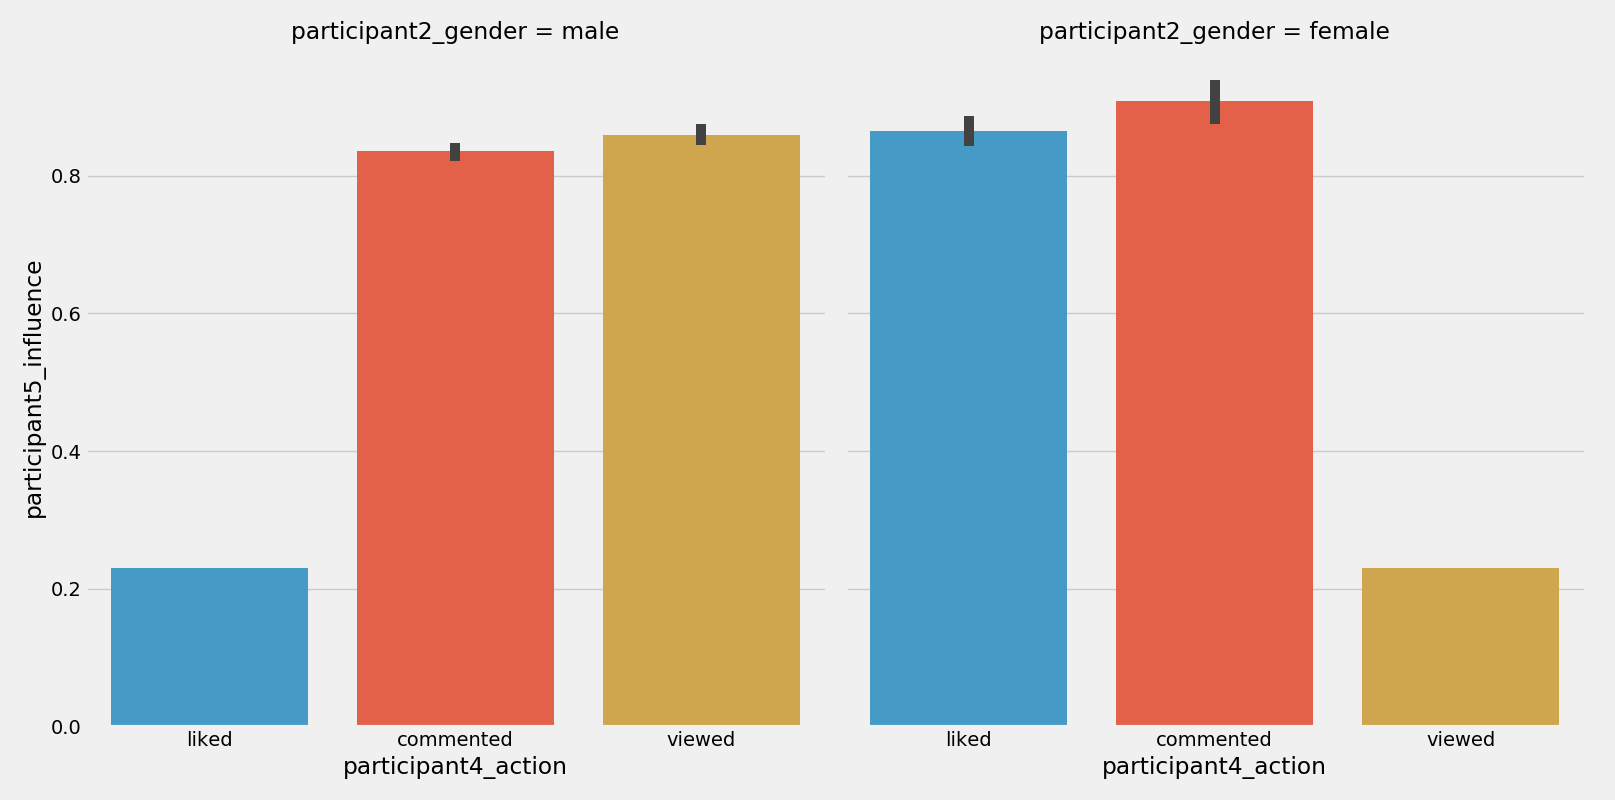 participant2_gender = male
participant2_gender = female
participant5_influence
0.8
0.6
0.4
0.2
0.0
liked commented viewed
liked commented viewed
participant4_action
participant4_action